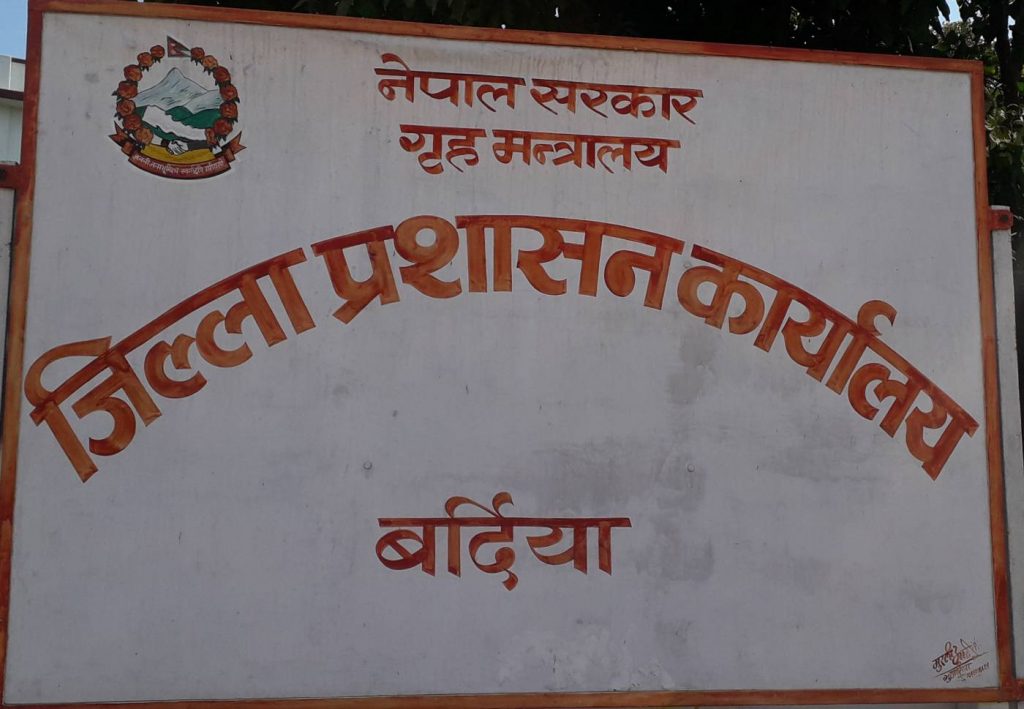 नेपाल सरकार
गृह मन्त्रालय
जिल्ला प्रशासन कार्यालय
बर्दिया